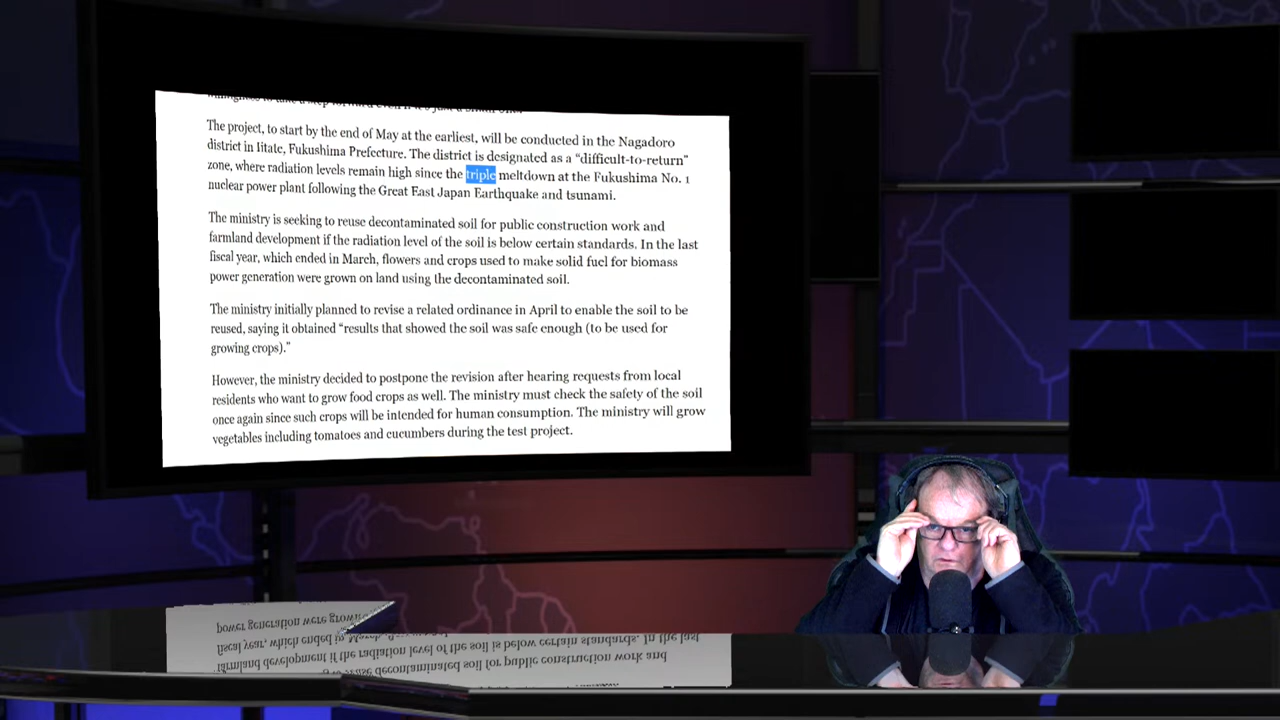 The project, to start by the end of May at the earliest, will be conducted in the Nagadoro
district in Iitate, Fukushima Prefecture. The district is designated as a “difficult-to-return”
zone, where radiation levels remain high since the triple meltdown at the Fukushima No. 1
nuclear power plant following the Great East Japan Earthquake and tsunami.
The ministry is seeking to reuse decontaminated soil for public construction work and
farmland development if the radiation level of the soil is below certain standards. In the last
fiscal year, which ended in March, flowers and crops used to make solid fuel for biomass
power generation were grown on land using the decontaminated soil.
The ministry initially planned to revise a related ordinance in April to enable the soil to be
reused, saying it obtained “results that showed the soil was safe enough (to be used for
growing crops).”
However, the ministry decided to postpone the revision after hearing requests from local
residents who want to grow food crops as well. The ministry must check the safety of the soil
once again since such crops will be intended for human consumption. The ministry will grow
vegetables including tomatoes and cucumbers during the test project.